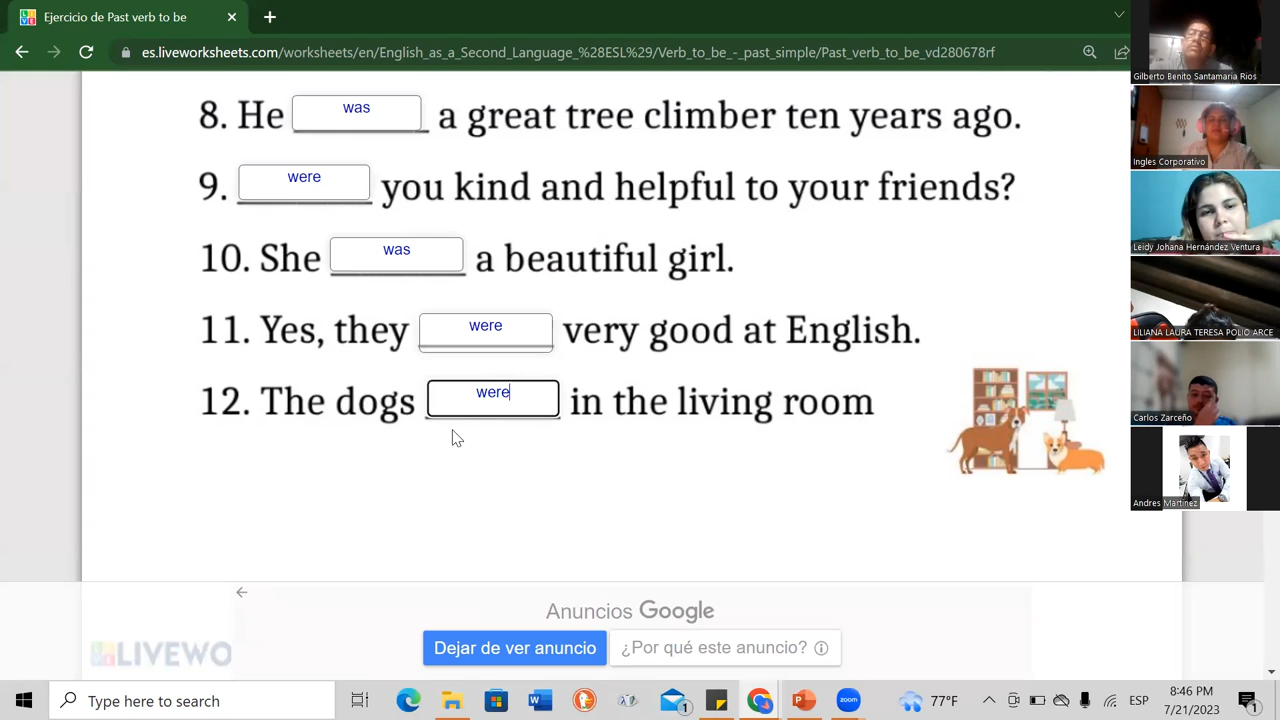 Ejercicio de Past verb to be
es.liveworksheets.com/worksheets/en/English_as_a_Second_Language_%28ESL%29/Verb_to_be_-_past_simple/Past_verb_to_be_vd280678rf
8. He was a great tree climber ten years ago.
9. were you kind and helpful to your friends?
10. She was a beautiful girl.
11. Yes, they were very good at English.
12. The dogs were in the living room
Gilberto Benito Santamaria Rios
Ingles Corporativo
Leidy Johana Hernández Ventura
LILIANA LAURA TERESA POLIO ARCE
Carlos Zarceño
Andres Martinez
Anuncios Google
Dejar de ver anuncio
¿Por qué este anuncio?
LIVEWO
Type here to search
1
zoom
77°F
ESP
8:46 PM
7/21/2023
1